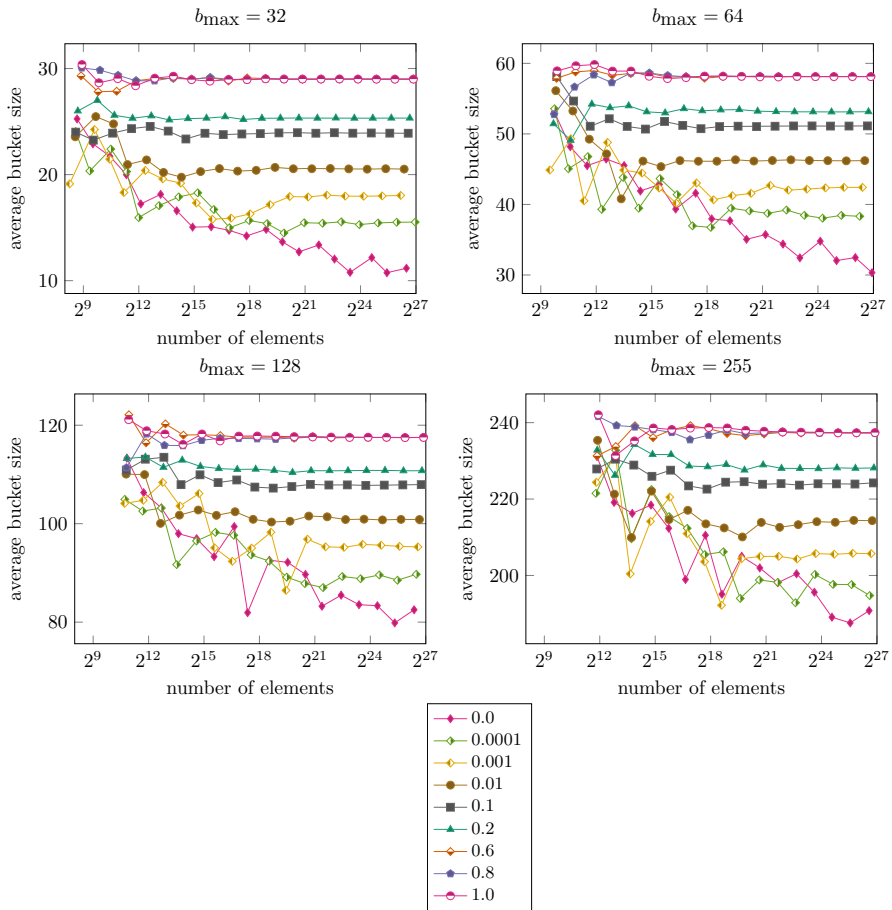 b_max = 32
b_max = 64
average bucket size
30
20
10
2^9 2^12 2^15 2^18 2^21 2^24 2^27
number of elements
average bucket size
60
50
40
30
2^9 2^12 2^15 2^18 2^21 2^24 2^27
number of elements
b_max = 128
b_max = 255
average bucket size
120
100
80
2^9 2^12 2^15 2^18 2^21 2^24 2^27
number of elements
average bucket size
240
220
200
2^9 2^12 2^15 2^18 2^21 2^24 2^27
number of elements
0.0
0.0001
0.001
0.01
0.1
0.2
0.6
0.8
1.0